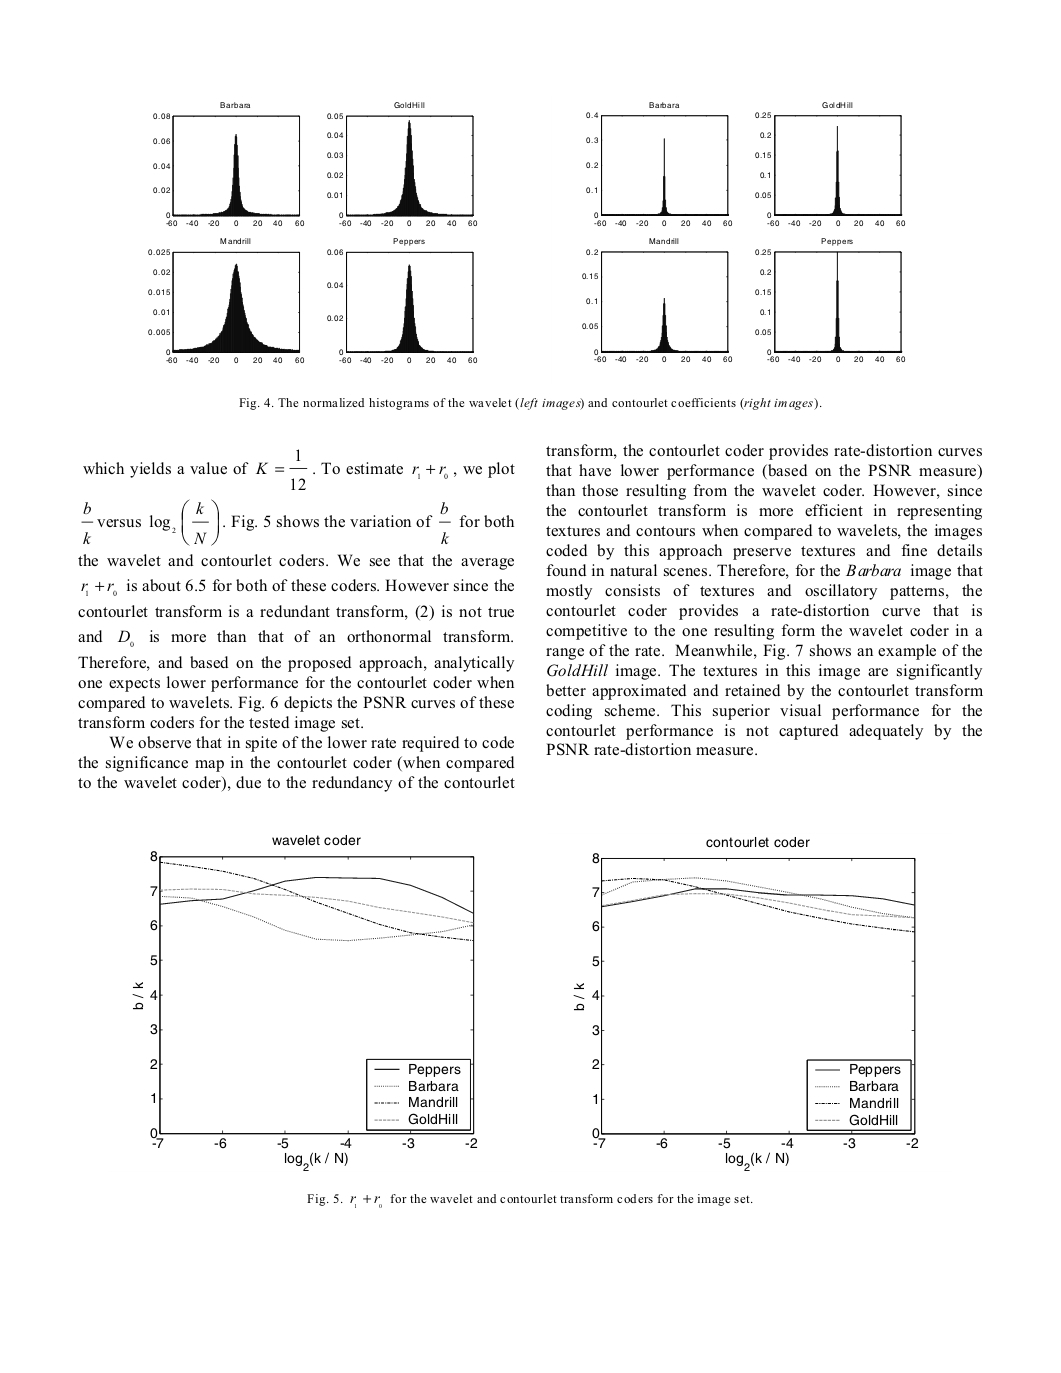 Barbara
0.08
0.06
0.04
0.02
0
-60 -40 -20 0 20 40 60
GoldHill
0.05
0.04
0.03
0.02
0.01
0
-60 -40 -20 0 20 40 60
Barbara
0.4
0.3
0.2
0.1
0
-60 -40 -20 0 20 40 60
GoldHill
0.25
0.2
0.15
0.1
0.05
0
-60 -40 -20 0 20 40 60
Mandrill
0.025
0.02
0.015
0.01
0.005
0
-60 -40 -20 0 20 40 60
Peppers
0.06
0.04
0.02
0
-60 -40 -20 0 20 40 60
Mandrill
0.2
0.15
0.1
0.05
0
-60 -40 -20 0 20 40 60
Peppers
0.25
0.2
0.15
0.1
0.05
0
-60 -40 -20 0 20 40 60
Fig. 4. The normalized histograms of the wavelet (left images) and contourlet coefficients (right images).
which yields a value of K = 1/12 . To estimate r₁ + r₀ , we plot
b/k versus log₂ (k/N). Fig. 5 shows the variation of b/k for both
the wavelet and contourlet coders. We see that the average
r₁ + r₀ is about 6.5 for both of these coders. However since the
contourlet transform is a redundant transform, (2) is not true
and D₀ is more than that of an orthonormal transform.
Therefore, and based on the proposed approach, analytically
one expects lower performance for the contourlet coder when
compared to wavelets. Fig. 6 depicts the PSNR curves of these
transform coders for the tested image set.
We observe that in spite of the lower rate required to code
the significance map in the contourlet coder (when compared
to the wavelet coder), due to the redundancy of the contourlet
transform, the contourlet coder provides rate-distortion curves
that have lower performance (based on the PSNR measure)
than those resulting from the wavelet coder. However, since
the contourlet transform is more efficient in representing
textures and contours when compared to wavelets, the images
coded by this approach preserve textures and fine details
found in natural scenes. Therefore, for the Barbara image that
mostly consists of textures and oscillatory patterns, the
contourlet coder provides a rate-distortion curve that is
competitive to the one resulting form the wavelet coder in a
range of the rate. Meanwhile, Fig. 7 shows an example of the
GoldHill image. The textures in this image are significantly
better approximated and retained by the contourlet transform
coding scheme. This superior visual performance for the
contourlet performance is not captured adequately by the
PSNR rate-distortion measure.
wavelet coder
8
7
6
5
4
3
2
1
0
b / k
Peppers
Barbara
Mandrill
GoldHill
-7 -6 -5 -4 -3 -2
log₂(k / N)
contourlet coder
8
7
6
5
4
3
2
1
0
b / k
Peppers
Barbara
Mandrill
GoldHill
-7 -6 -5 -4 -3 -2
log₂(k / N)
Fig. 5. r₁ + r₀ for the wavelet and contourlet transform coders for the image set.